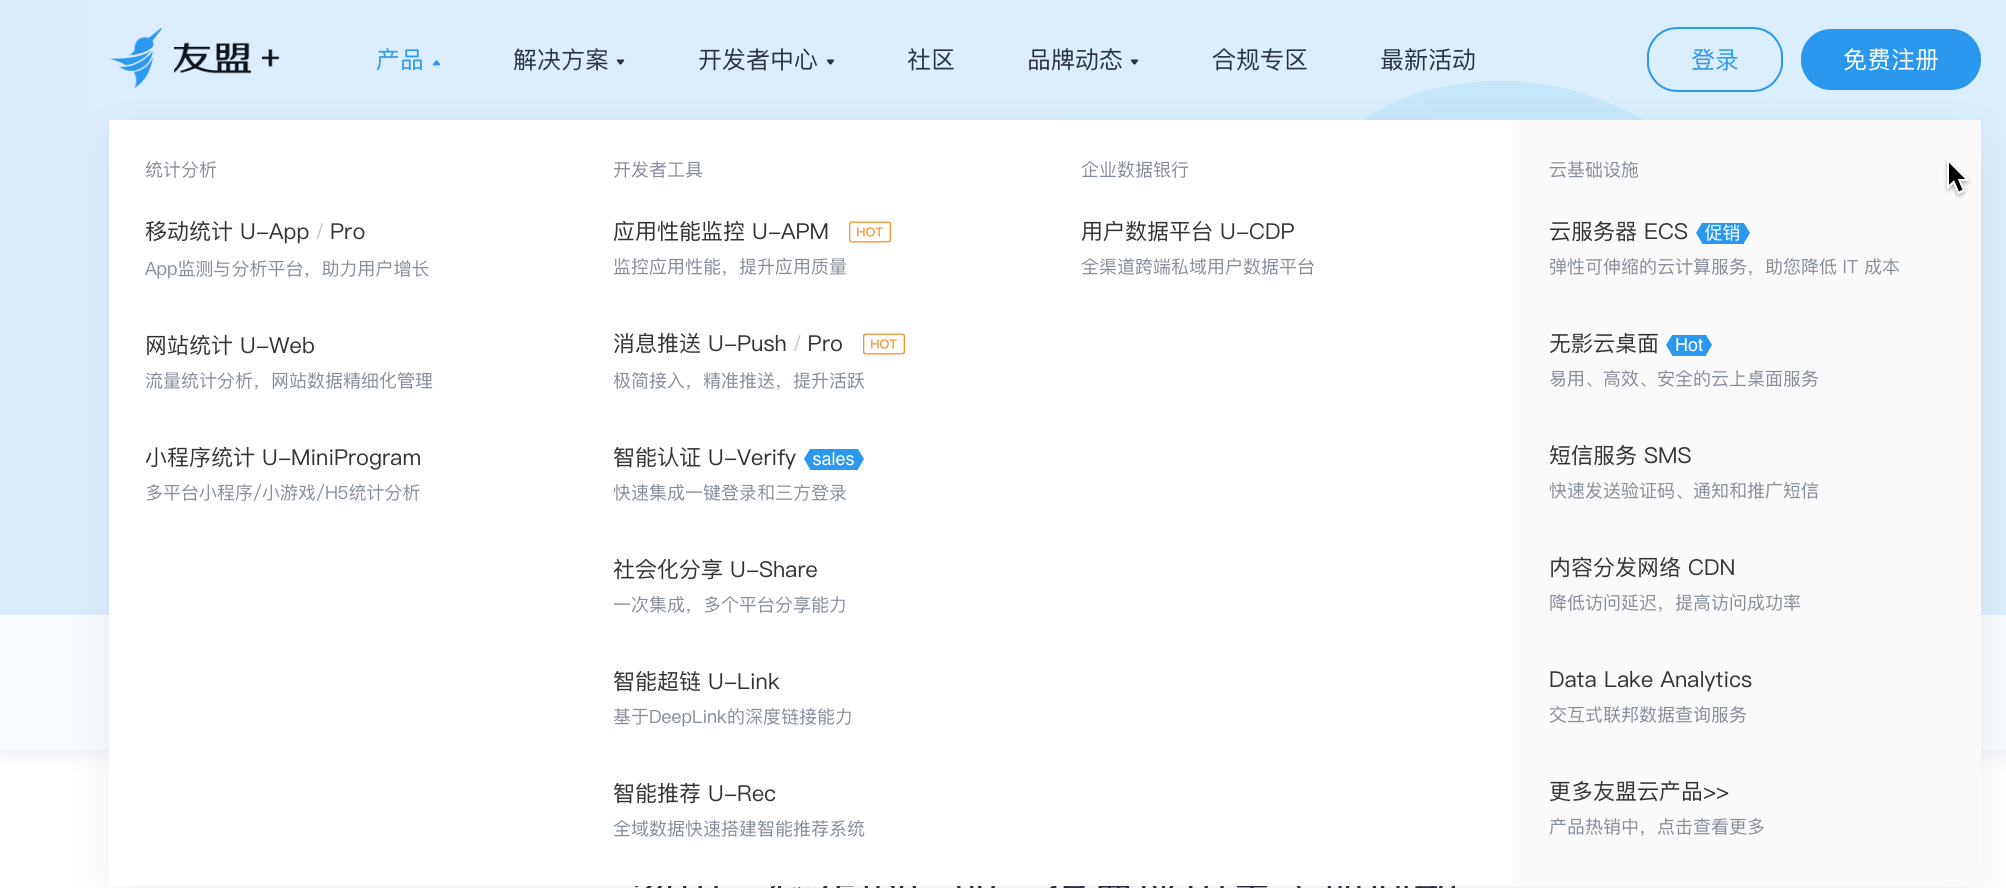 友盟+
产品
解决方案
开发者中心
社区
品牌动态
合规专区
最新活动
登录
免费注册
统计分析
移动统计 U-App / Pro
App监测与分析平台，助力用户增长
网站统计 U-Web
流量统计分析，网站数据精细化管理
小程序统计 U-MiniProgram
多平台小程序/小游戏/H5统计分析
开发者工具
应用性能监控 U-APM HOT
监控应用性能，提升应用质量
消息推送 U-Push / Pro HOT
极简接入，精准推送，提升活跃
智能认证 U-Verify sales
快速集成一键登录和三方登录
社会化分享 U-Share
一次集成，多个平台分享能力
智能超链 U-Link
基于DeepLink的深度链接能力
智能推荐 U-Rec
全域数据快速搭建智能推荐系统
企业数据银行
用户数据平台 U-CDP
全渠道跨端私域用户数据平台
云基础设施
云服务器 ECS 促销
弹性可伸缩的云计算服务，助您降低 IT 成本
无影云桌面 Hot
易用、高效、安全的云上桌面服务
短信服务 SMS
快速发送验证码、通知和推广短信
内容分发网络 CDN
降低访问延迟，提高访问成功率
Data Lake Analytics
交互式联邦数据查询服务
更多友盟云产品>>
产品热销中，点击查看更多